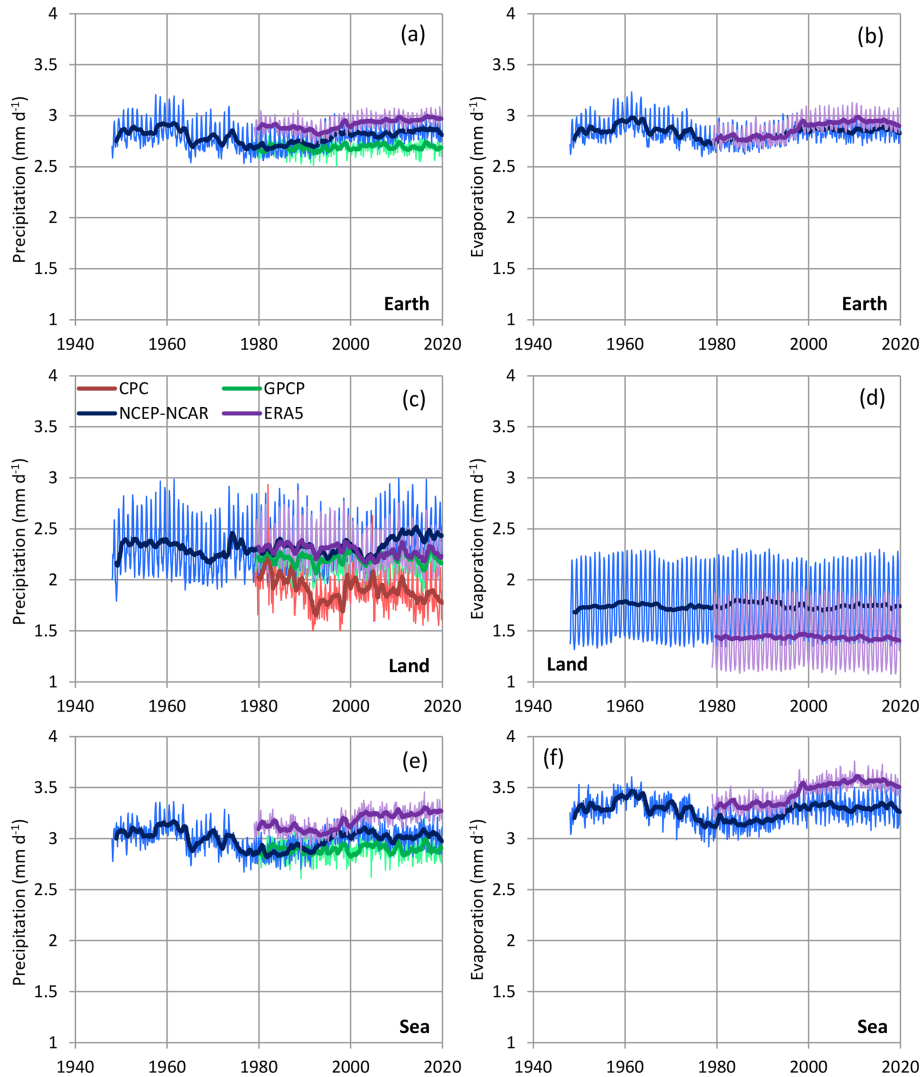 (a)
Precipitation (mm d⁻¹)
4
3.5
3
2.5
2
1.5
1
Earth
1940 1960 1980 2000 2020
(b)
Evaporation (mm d⁻¹)
4
3.5
3
2.5
2
1.5
1
Earth
1940 1960 1980 2000 2020
CPC GPCP
NCEP-NCAR ERA5
(c)
Precipitation (mm d⁻¹)
4
3.5
3
2.5
2
1.5
1
Land
1940 1960 1980 2000 2020
(d)
Evaporation (mm d⁻¹)
4
3.5
3
2.5
2
1.5
1
Land
1940 1960 1980 2000 2020
(e)
Precipitation (mm d⁻¹)
4
3.5
3
2.5
2
1.5
1
Sea
1940 1960 1980 2000 2020
(f)
Evaporation (mm d⁻¹)
4
3.5
3
2.5
2
1.5
1
Sea
1940 1960 1980 2000 2020